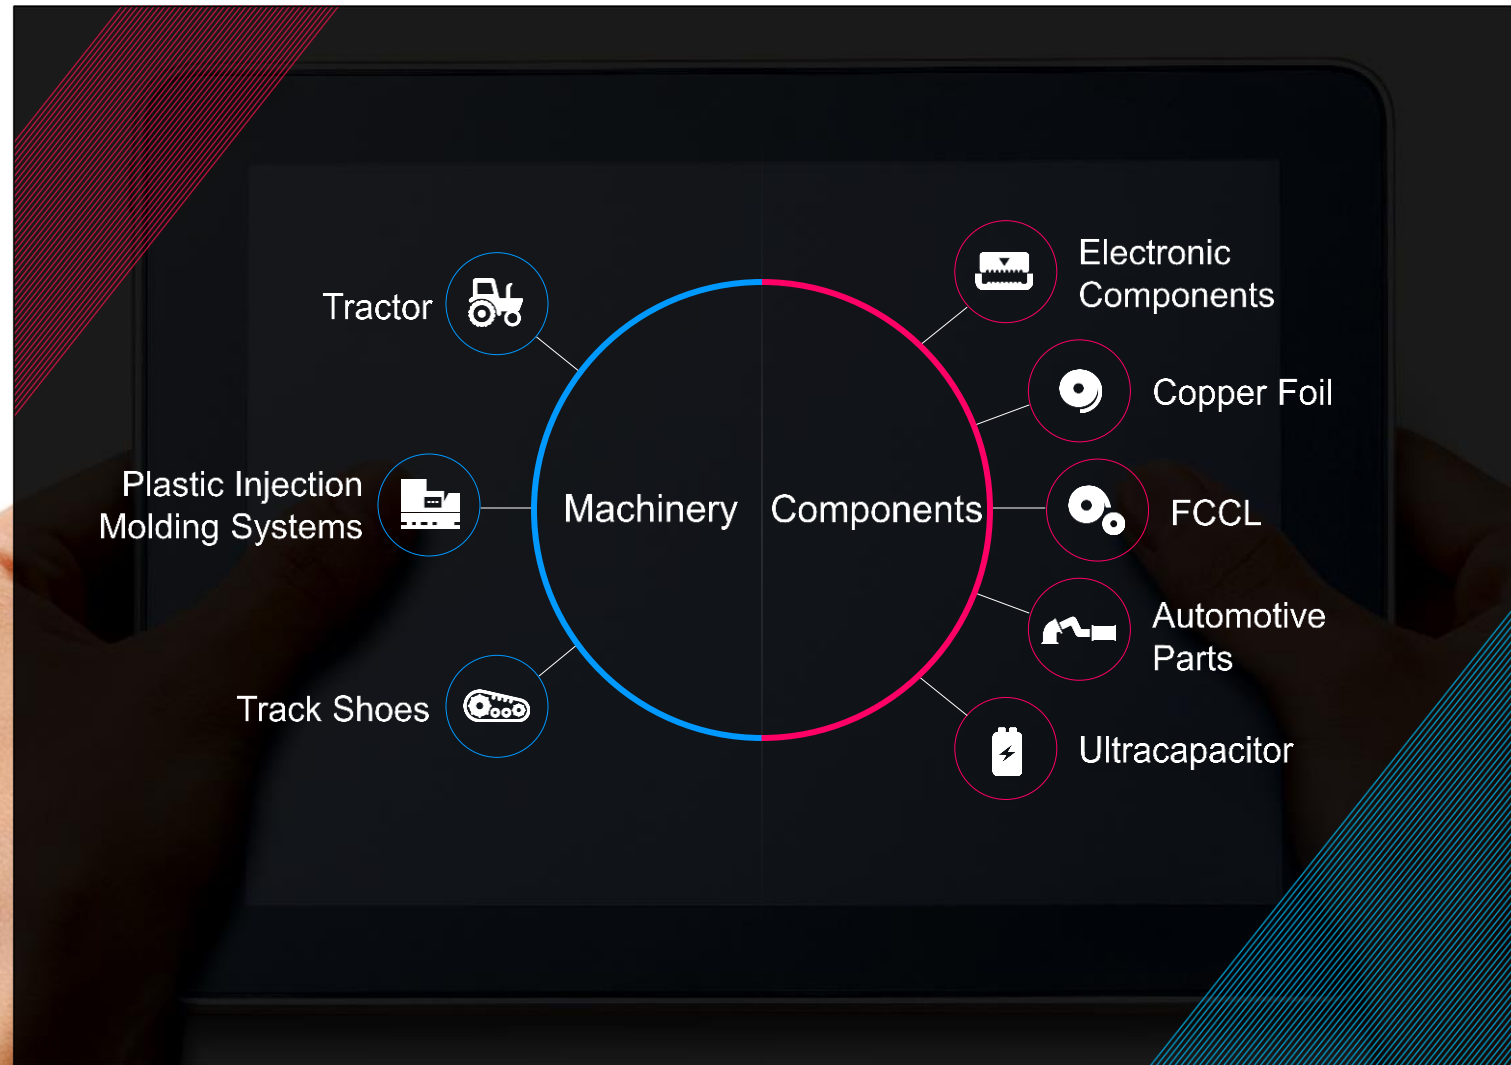 Tractor
Plastic Injection
Molding Systems
Track Shoes
Machinery
Components
Electronic
Components
Copper Foil
FCCL
Automotive
Parts
Ultracapacitor